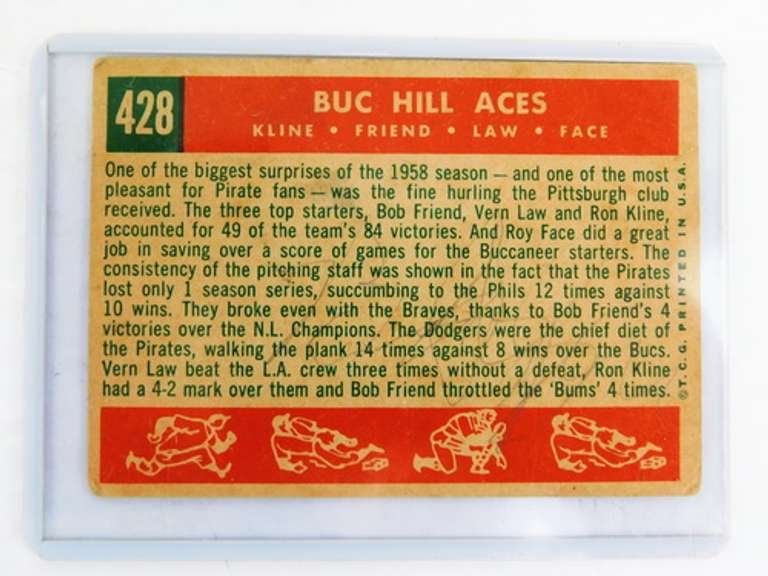 428
BUC HILL ACES
KLINE • FRIEND • LAW • FACE
One of the biggest surprises of the 1958 season — and one of the most
pleasant for Pirate fans — was the fine hurling the Pittsburgh club
received. The three top starters, Bob Friend, Vern Law and Ron Kline,
accounted for 49 of the team's 84 victories. And Roy Face did a great
job in saving over a score of games for the Buccaneer starters. The
consistency of the pitching staff was shown in the fact that the Pirates
lost only 1 season series, succumbing to the Phils 12 times against
10 wins. They broke even with the Braves, thanks to Bob Friend's 4
victories over the N.L. Champions. The Dodgers were the chief diet of
the Pirates, walking the plank 14 times against 8 wins over the Bucs.
Vern Law beat the L.A. crew three times without a defeat, Ron Kline
had a 4-2 mark over them and Bob Friend throttled the 'Bums' 4 times.
© T.C.G. PRINTED IN U.S.A.